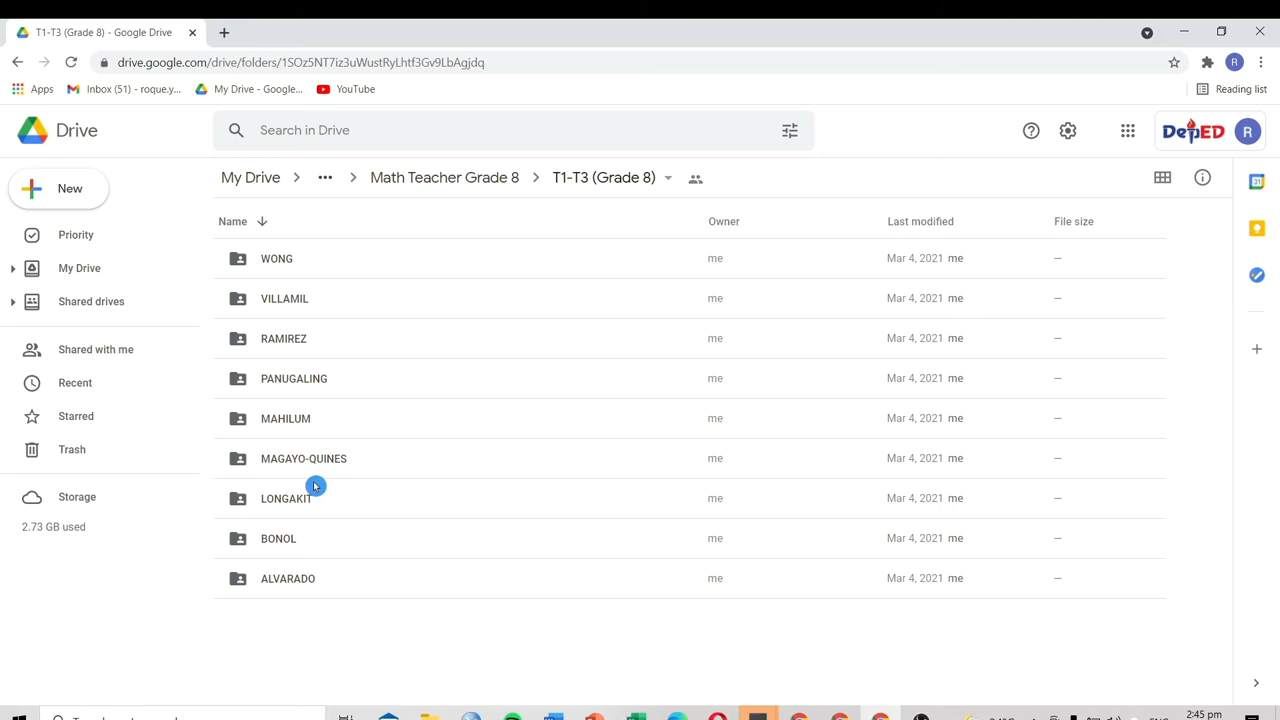 T1-T3 (Grade 8) - Google Drive
drive.google.com/drive/folders/1SOz5NT7iz3uWustRyLhtf3Gv9LbAgjdq
Apps Inbox (51) - roque.y... My Drive - Google... YouTube Reading list
Drive Search in Drive DepED R
My Drive ••• Math Teacher Grade 8 T1-T3 (Grade 8)
New
Name Owner Last modified File size
Priority
My Drive
Shared drives
Shared with me
Recent
Starred
Trash
Storage
2.73 GB used
WONG me Mar 4, 2021 me –
VILLAMIL me Mar 4, 2021 me –
RAMIREZ me Mar 4, 2021 me –
PANUGALING me Mar 4, 2021 me –
MAHILUM me Mar 4, 2021 me –
MAGAYO-QUINES me Mar 4, 2021 me –
LONGAKIT me Mar 4, 2021 me –
BONOL me Mar 4, 2021 me –
ALVARADO me Mar 4, 2021 me –
2:45 pm